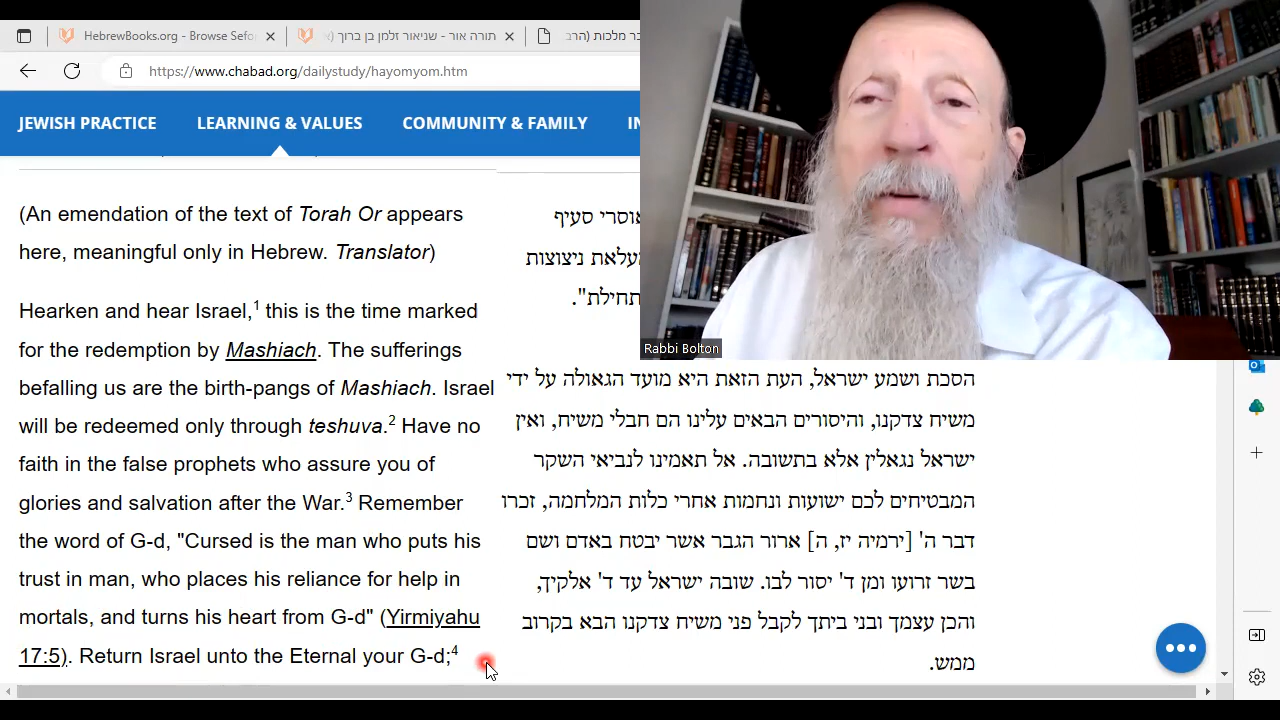 HebrewBooks.org - Browse Sefo
תורה אור - שניאור זלמן בן ברוך (א
בר מלכות (הרב
https://www.chabad.org/dailystudy/hayomyom.htm
JEWISH PRACTICE LEARNING & VALUES COMMUNITY & FAMILY IN
(An emendation of the text of Torah Or appears
here, meaningful only in Hebrew. Translator)
Hearken and hear Israel,1 this is the time marked
for the redemption by Mashiach. The sufferings
befalling us are the birth-pangs of Mashiach. Israel
will be redeemed only through teshuva.2 Have no
faith in the false prophets who assure you of
glories and salvation after the War.3 Remember
the word of G-d, "Cursed is the man who puts his
trust in man, who places his reliance for help in
mortals, and turns his heart from G-d" (Yirmiyahu
17:5). Return Israel unto the Eternal your G-d;4
אוסרי סעיף
מעלאת ניצוצות
תחילת".
הסכת ושמע ישראל, העת הזאת היא מועד הגאולה על ידי
משיח צדקנו, והיסורים הבאים עלינו הם חבלי משיח, ואין
ישראל נגאלין אלא בתשובה. אל תאמינו לנביאי השקר
המבטיחים לכם ישועות ונחמות אחרי כלות המלחמה, זכרו
דבר ה' [ירמיה יז, ה] ארור הגבר אשר יבטח באדם ושם
בשר זרועו ומן ד' יסור לבו. שובה ישראל עד ד' אלקיך,
והכן עצמך ובני ביתך לקבל פני משיח צדקנו הבא בקרוב
ממש.
Rabbi Bolton